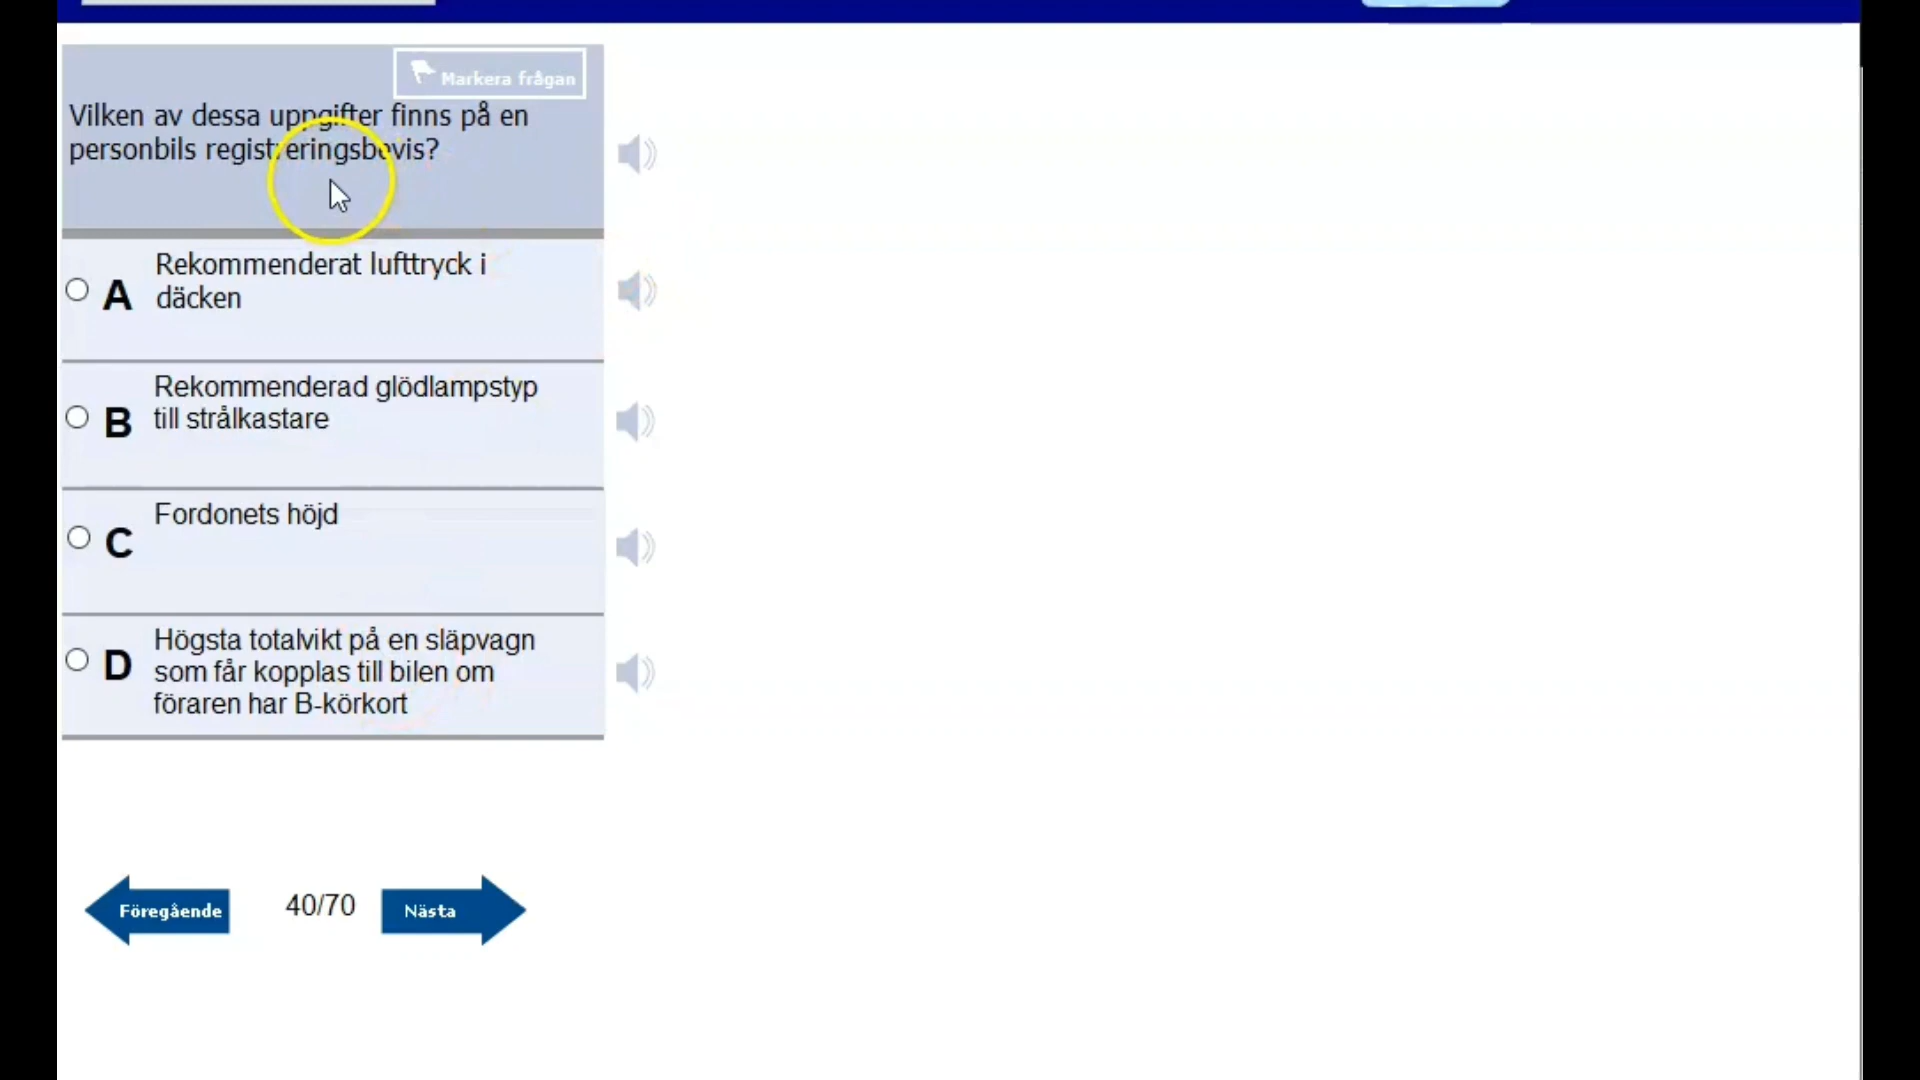 Markera frågan
Vilken av dessa uppgifter finns på en
personbils registreringsbevis?
A
Rekommenderat lufttryck i
däcken
B
Rekommenderad glödlampstyp
till strålkastare
C
Fordonets höjd
D
Högsta totalvikt på en släpvagn
som får kopplas till bilen om
föraren har B-körkort
Föregående
40/70
Nästa